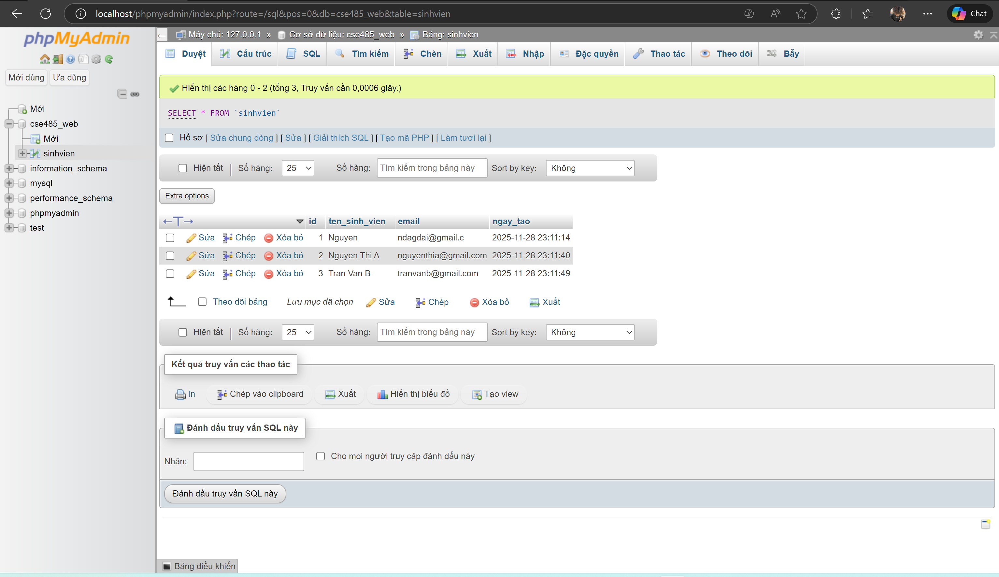 localhost/phpmyadmin/index.php?route=/sql&pos=0&db=cse485_web&table=sinhvien
Chat
phpMyAdmin
Mới dùng Ưa dùng
Mới
cse485_web
Mới
sinhvien
information_schema
mysql
performance_schema
phpmyadmin
test
Máy chủ: 127.0.0.1 » Cơ sở dữ liệu: cse485_web » Bảng: sinhvien
Duyệt Cấu trúc SQL Tìm kiếm Chèn Xuất Nhập Đặc quyền Thao tác Theo dõi Bẫy
Hiển thị các hàng 0 - 2 (tổng 3, Truy vấn cần 0,0006 giây.)
SELECT * FROM `sinhvien`
Hồ sơ [ Sửa chung dòng ] [ Sửa ] [ Giải thích SQL ] [ Tạo mã PHP ] [ Làm tươi lại ]
Hiện tất | Số hàng: 25 Số hàng: Tìm kiếm trong bảng này Sort by key: Không
Extra options
←T→ id ten_sinh_vien email ngay_tao
Sửa Chép Xóa bỏ 1 Nguyen ndagdai@gmail.c 2025-11-28 23:11:14
Sửa Chép Xóa bỏ 2 Nguyen Thi A nguyenthia@gmail.com 2025-11-28 23:11:40
Sửa Chép Xóa bỏ 3 Tran Van B tranvanb@gmail.com 2025-11-28 23:11:49
Theo dõi bảng Lưu mục đã chọn Sửa Chép Xóa bỏ Xuất
Hiện tất | Số hàng: 25 Số hàng: Tìm kiếm trong bảng này Sort by key: Không
Kết quả truy vấn các thao tác
In Chép vào clipboard Xuất Hiển thị biểu đồ Tạo view
Đánh dấu truy vấn SQL này
Nhãn: Cho mọi người truy cập đánh dấu này
Đánh dấu truy vấn SQL này
Bảng điều khiển